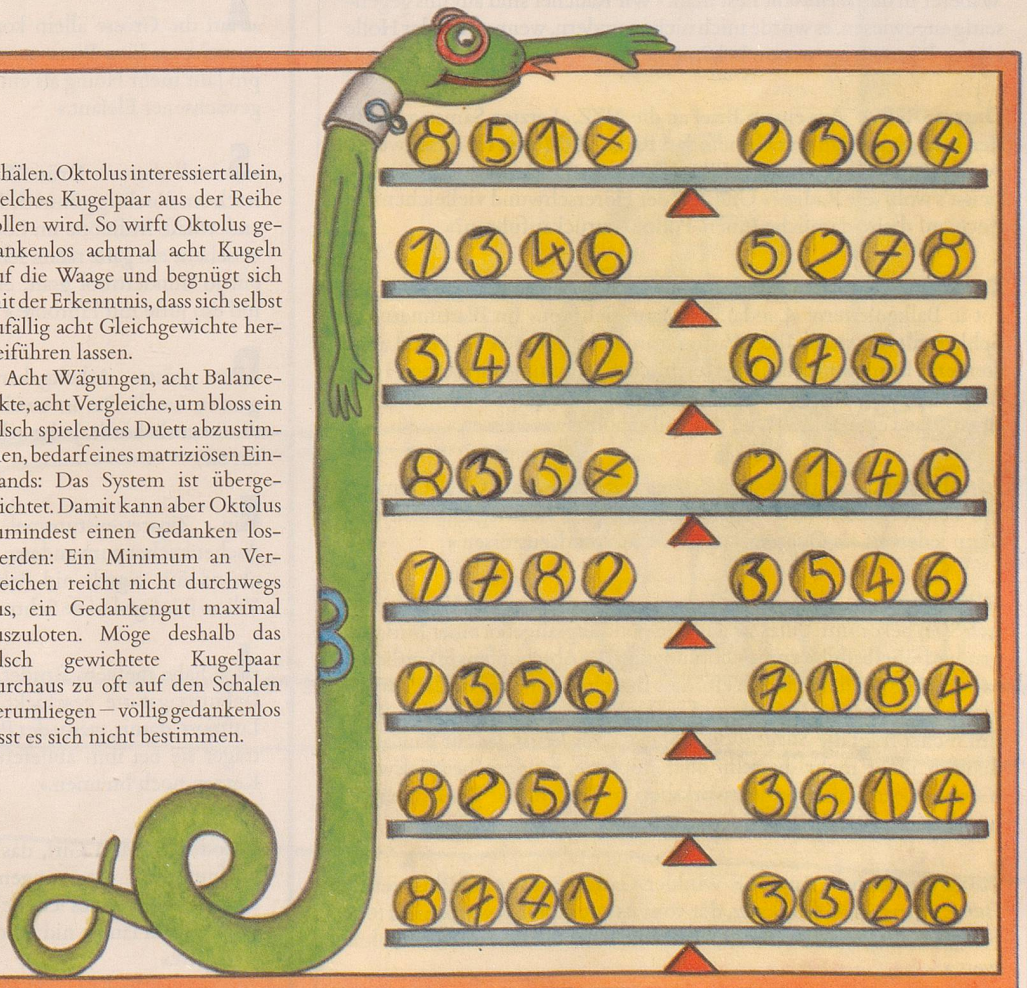 hälen. Oktolus interessiert allein,
elches Kugelpaar aus der Reihe
ollen wird. So wirft Oktolus ge-
ankenlos achtmal acht Kugeln
uf die Waage und begnügt sich
it der Erkenntnis, dass sich selbst
ufällig acht Gleichgewichte her-
eiführen lassen.
Acht Wägungen, acht Balance-
kte, acht Vergleiche, um bloss ein
lsch spielendes Duett abzustim-
en, bedarf eines matriziösen Ein-
ands: Das System ist überge-
ichtet. Damit kann aber Oktolus
umindest einen Gedanken los-
erden: Ein Minimum an Ver-
eichen reicht nicht durchwegs
us, ein Gedankengut maximal
uszuloten. Möge deshalb das
lsch gewichtete Kugelpaar
urchaus zu oft auf den Schalen
erumliegen – völlig gedankenlos
sst es sich nicht bestimmen.
8 5 1 7 2 3 6 4
1 3 4 6 5 2 7 8
3 4 1 2 6 7 5 8
8 3 5 7 2 1 4 6
1 7 8 2 3 5 4 6
2 3 5 6 7 1 8 4
8 2 5 7 3 6 1 4
8 7 4 1 3 5 2 6